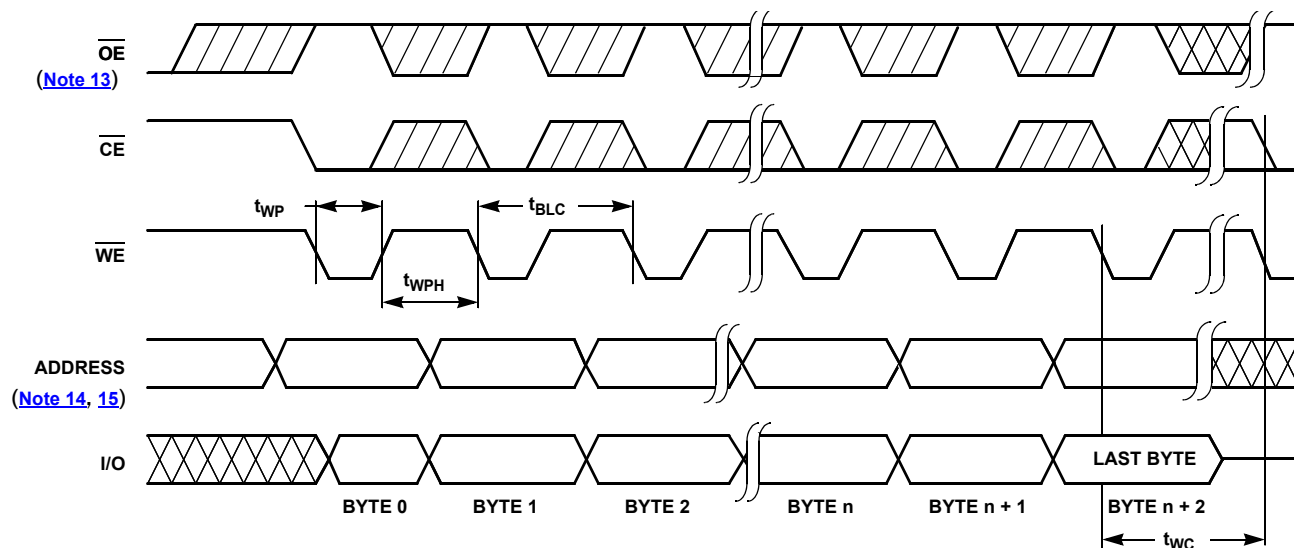 OE
(Note 13)
CE
tWP
tBLC
WE
tWPH
ADDRESS
(Note 14, 15)
I/O
LAST BYTE
BYTE 0
BYTE 1
BYTE 2
BYTE n
BYTE n + 1
BYTE n + 2
tWC